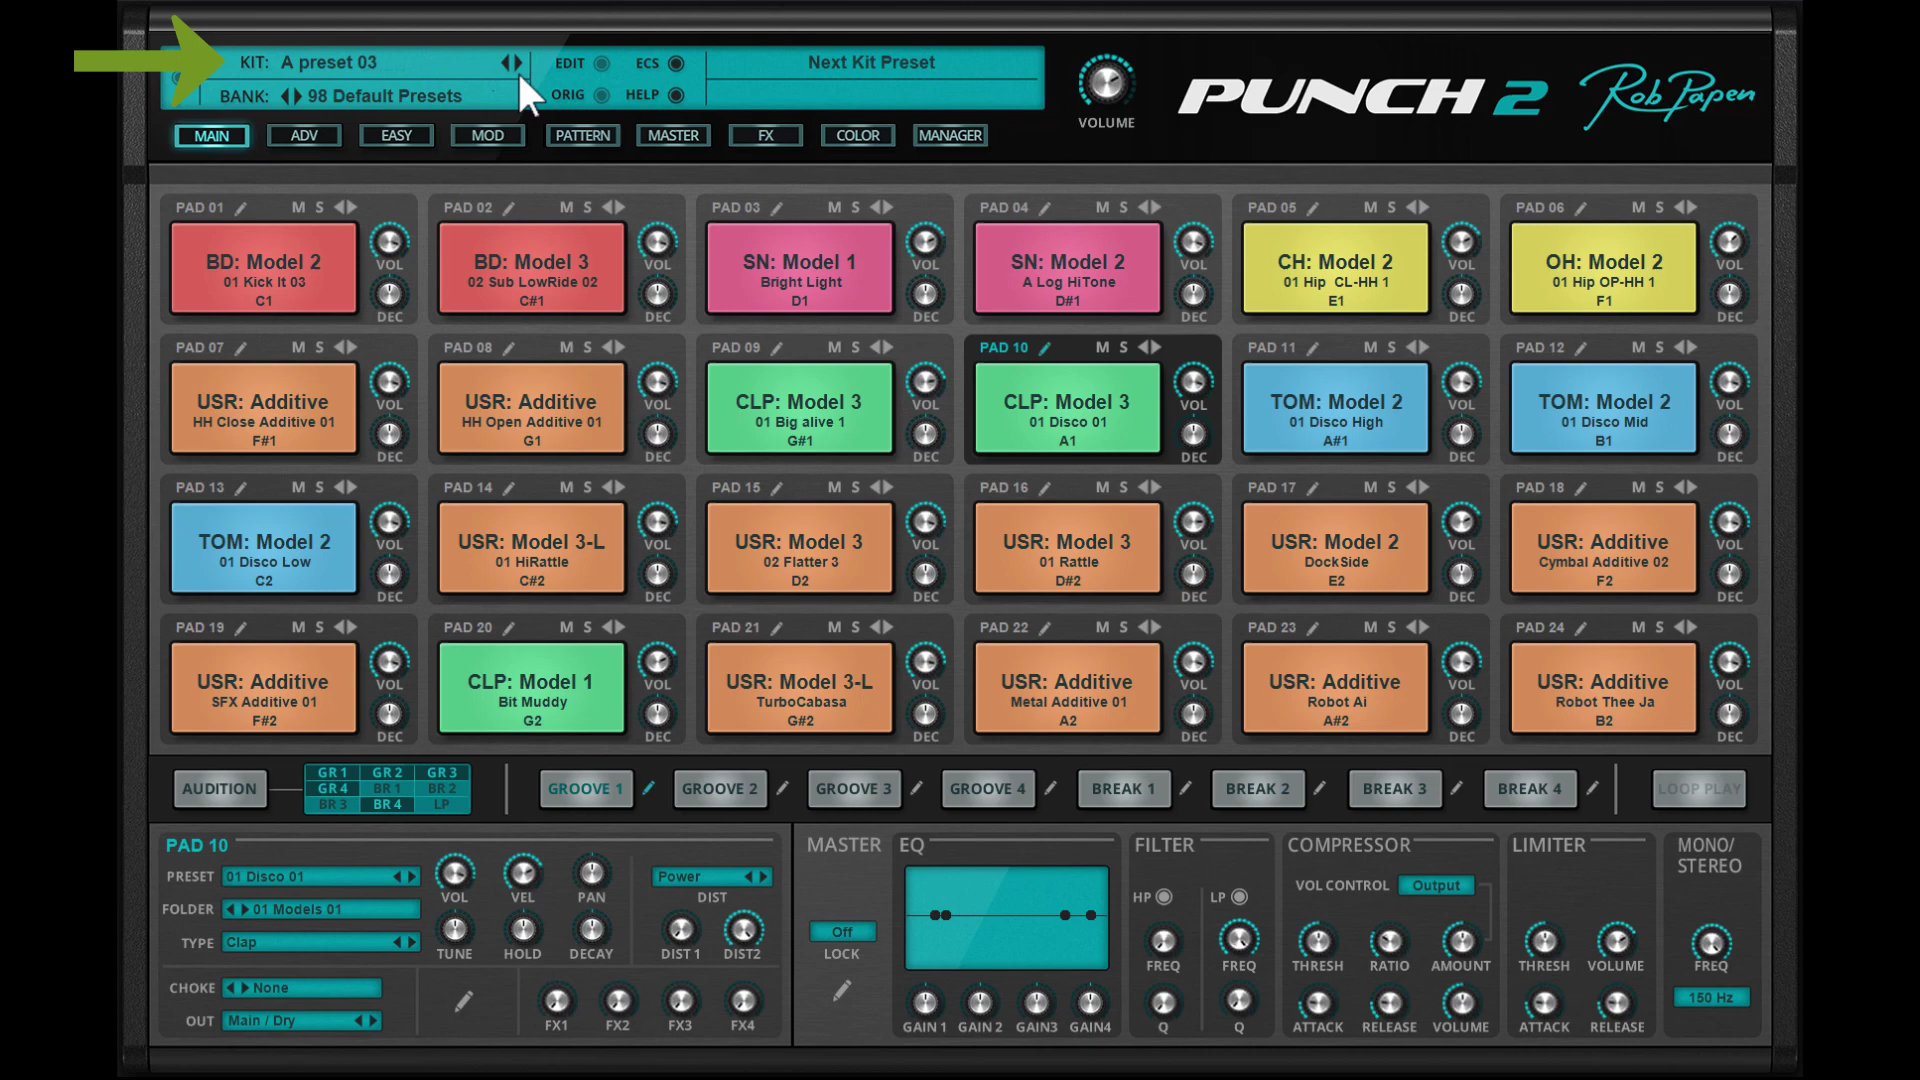 KIT: A preset 03 EDIT ECS Next Kit Preset
BANK: 98 Default Presets ORIG HELP
VOLUME
PUNCH 2 Rob Papen
MAIN ADV EASY MOD PATTERN MASTER FX COLOR MANAGER
PAD 01 M S PAD 02 M S PAD 03 M S PAD 04 M S PAD 05 M S PAD 06 M S
BD: Model 2 BD: Model 3 SN: Model 1 SN: Model 2 CH: Model 2 OH: Model 2
VOL VOL VOL VOL VOL VOL
01 Kick It 03 02 Sub LowRide 02 Bright Light A Log HiTone 01 Hip CL-HH 1 01 Hip OP-HH 1
C1 C#1 D1 D#1 E1 F1
DEC DEC DEC DEC DEC DEC
PAD 07 M S PAD 08 M S PAD 09 M S PAD 10 M S PAD 11 M S PAD 12 M S
USR: Additive USR: Additive CLP: Model 3 CLP: Model 3 TOM: Model 2 TOM: Model 2
VOL VOL VOL VOL VOL VOL
HH Close Additive 01 HH Open Additive 01 01 Big alive 1 01 Disco 01 01 Disco High 01 Disco Mid
F#1 G1 G#1 A1 A#1 B1
DEC DEC DEC DEC DEC DEC
PAD 13 M S PAD 14 M S PAD 15 M S PAD 16 M S PAD 17 M S PAD 18 M S
TOM: Model 2 USR: Model 3-L USR: Model 3 USR: Model 3 USR: Model 2 USR: Additive
VOL VOL VOL VOL VOL VOL
01 Disco Low 01 HiRattle 02 Flatter 3 01 Rattle DockSide Cymbal Additive 02
C2 C#2 D2 D#2 E2 F2
DEC DEC DEC DEC DEC DEC
PAD 19 M S PAD 20 M S PAD 21 M S PAD 22 M S PAD 23 M S PAD 24 M S
USR: Additive CLP: Model 1 USR: Model 3-L USR: Additive USR: Additive USR: Additive
VOL VOL VOL VOL VOL VOL
SFX Additive 01 Bit Muddy TurboCabasa Metal Additive 01 Robot Ai Robot Thee Ja
F#2 G2 G#2 A2 A#2 B2
DEC DEC DEC DEC DEC DEC
GR 1 GR 2 GR 3
AUDITION GR 4 BR 1 BR 2 GROOVE 1 GROOVE 2 GROOVE 3 GROOVE 4 BREAK 1 BREAK 2 BREAK 3 BREAK 4 LOOP PLAY
BR 3 BR 4 LP
PAD 10
PRESET 01 Disco 01
FOLDER 01 Models 01
TYPE Clap
CHOKE None
OUT Main / Dry
VOL VEL PAN
TUNE HOLD DECAY
Power
DIST
DIST 1 DIST2
FX1 FX2 FX3 FX4
MASTER
Off
LOCK
EQ
GAIN 1 GAIN 2 GAIN3 GAIN4
FILTER
HP LP
FREQ FREQ
Q Q
COMPRESSOR
VOL CONTROL Output
THRESH RATIO AMOUNT
ATTACK RELEASE VOLUME
LIMITER
THRESH VOLUME
ATTACK RELEASE
MONO/
STEREO
FREQ
150 Hz